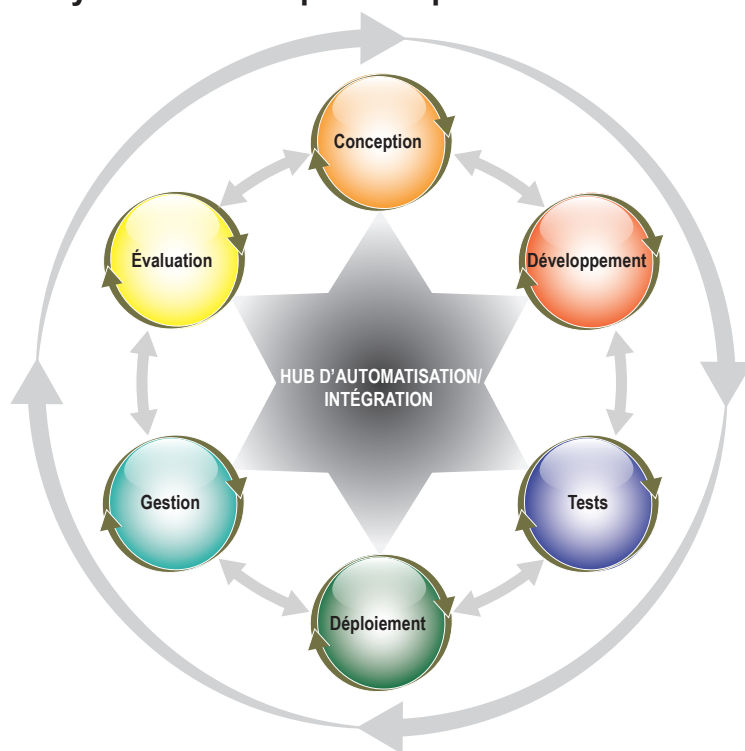 Conception
Développement
Tests
Déploiement
Gestion
Évaluation
HUB D'AUTOMATISATION/
INTÉGRATION